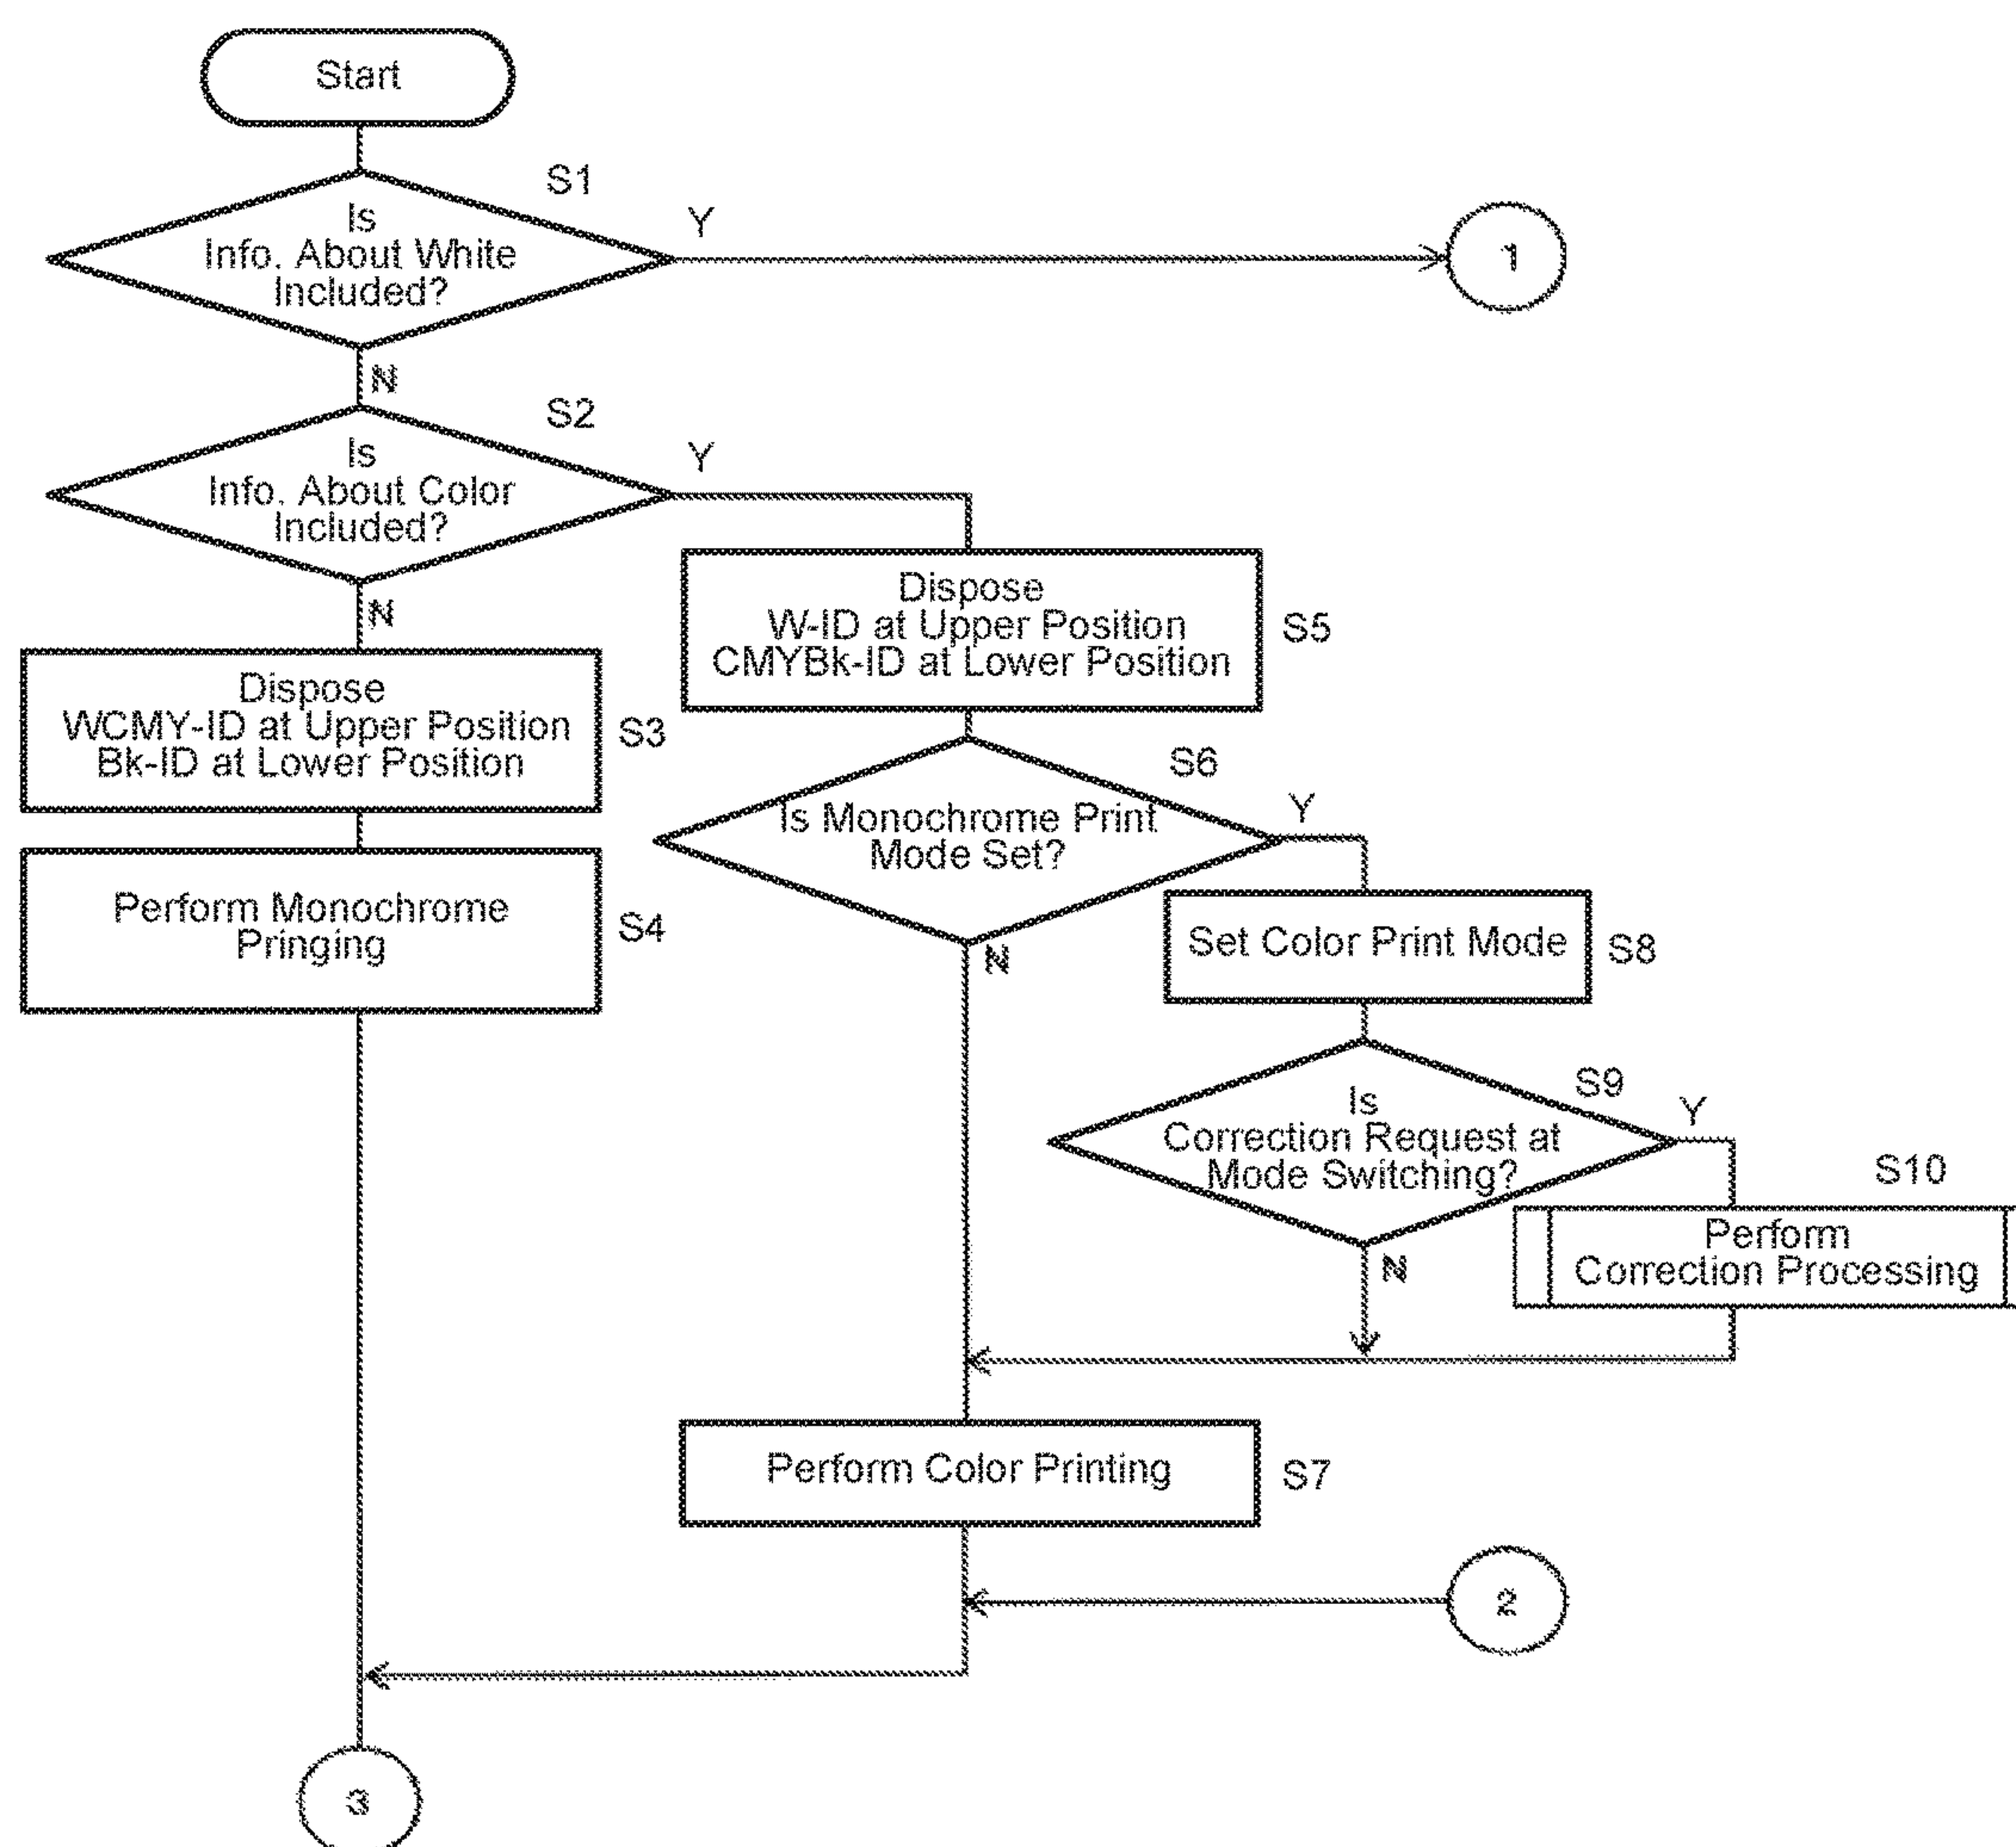 Start
S1
Is
Info. About White
Included?
Y
1
N
S2
Is
Info. About Color
Included?
Y
N
Dispose
W-ID at Upper Position
CMYBk-ID at Lower Position
S5
Dispose
WCMY-ID at Upper Position
Bk-ID at Lower Position
S3
S6
Is Monochrome Print
Mode Set?
Y
N
Perform Monochrome
Pringing
S4
Set Color Print Mode
S8
S9
Is
Correction Request at
Mode Switching?
Y
N
S10
Perform
Correction Processing
Perform Color Printing
S7
2
3